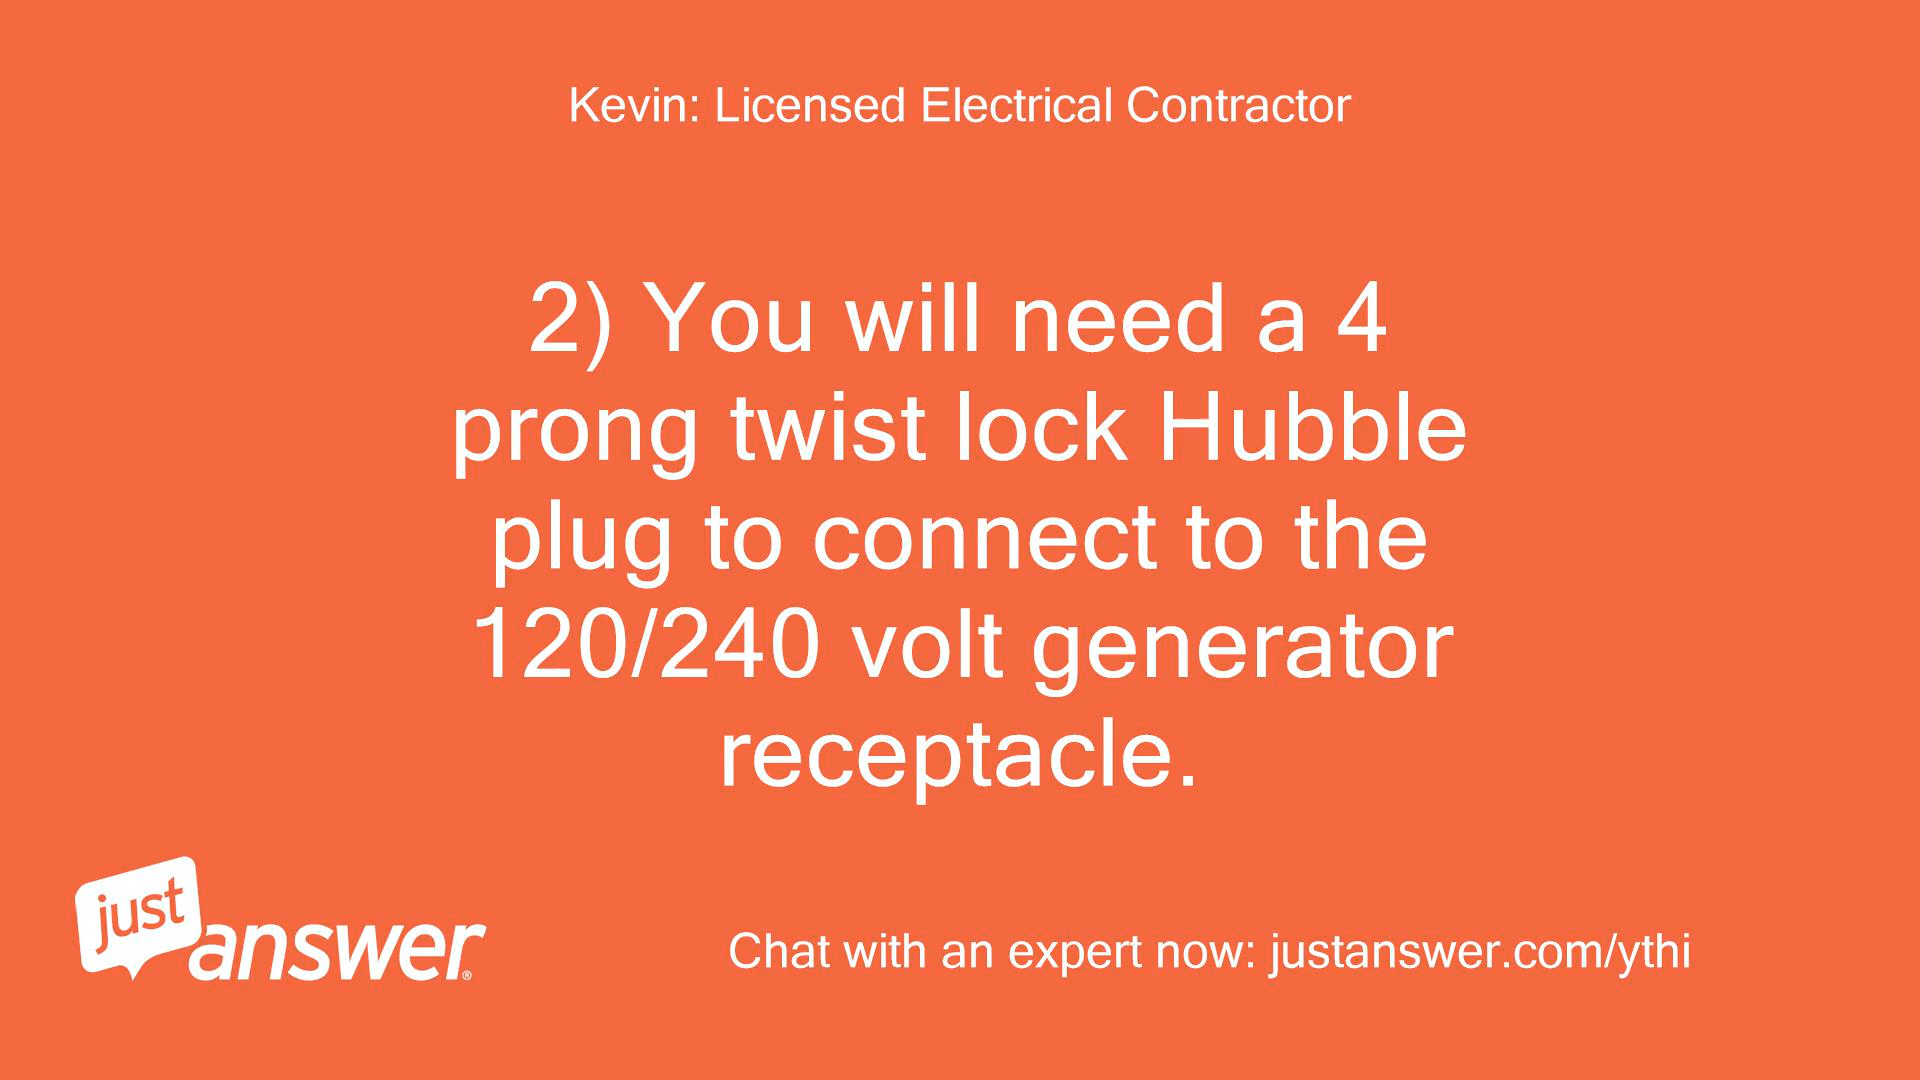 Kevin: Licensed Electrical Contractor
2) You will need a 4
prong twist lock Hubble
plug to connect to the
120/240 volt generator
receptacle.
just
answer®
Chat with an expert now: justanswer.com/ythi